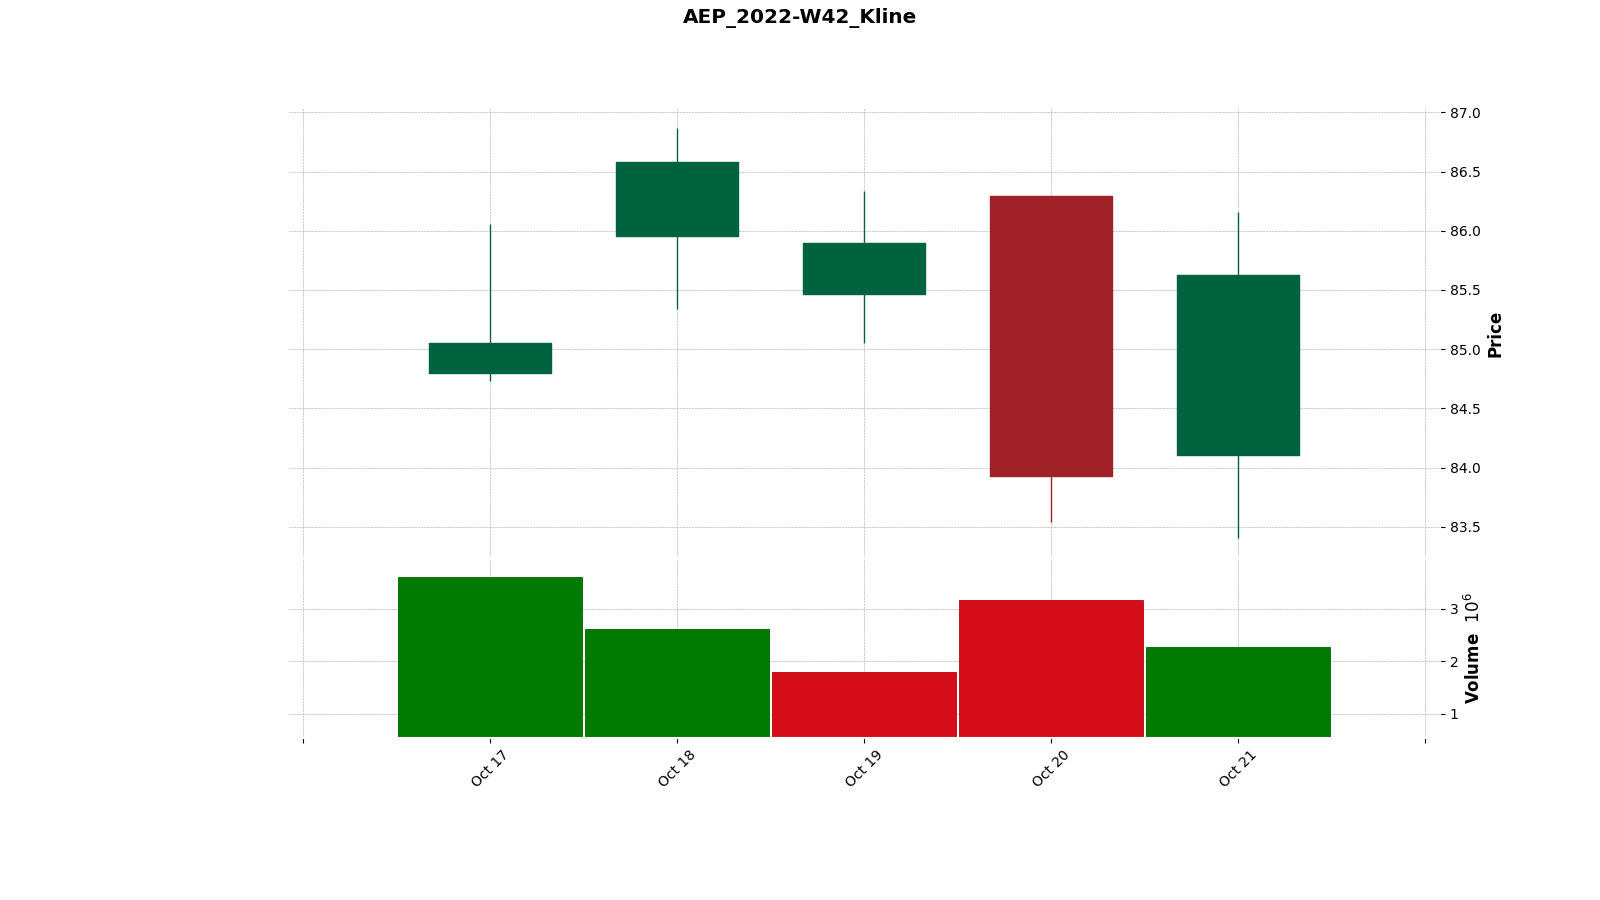 AEP_2022-W42_Kline
87.0
86.5
86.0
85.5
85.0
84.5
84.0
83.5
Price
3
2
1
Volume 10^6
Oct 17
Oct 18
Oct 19
Oct 20
Oct 21